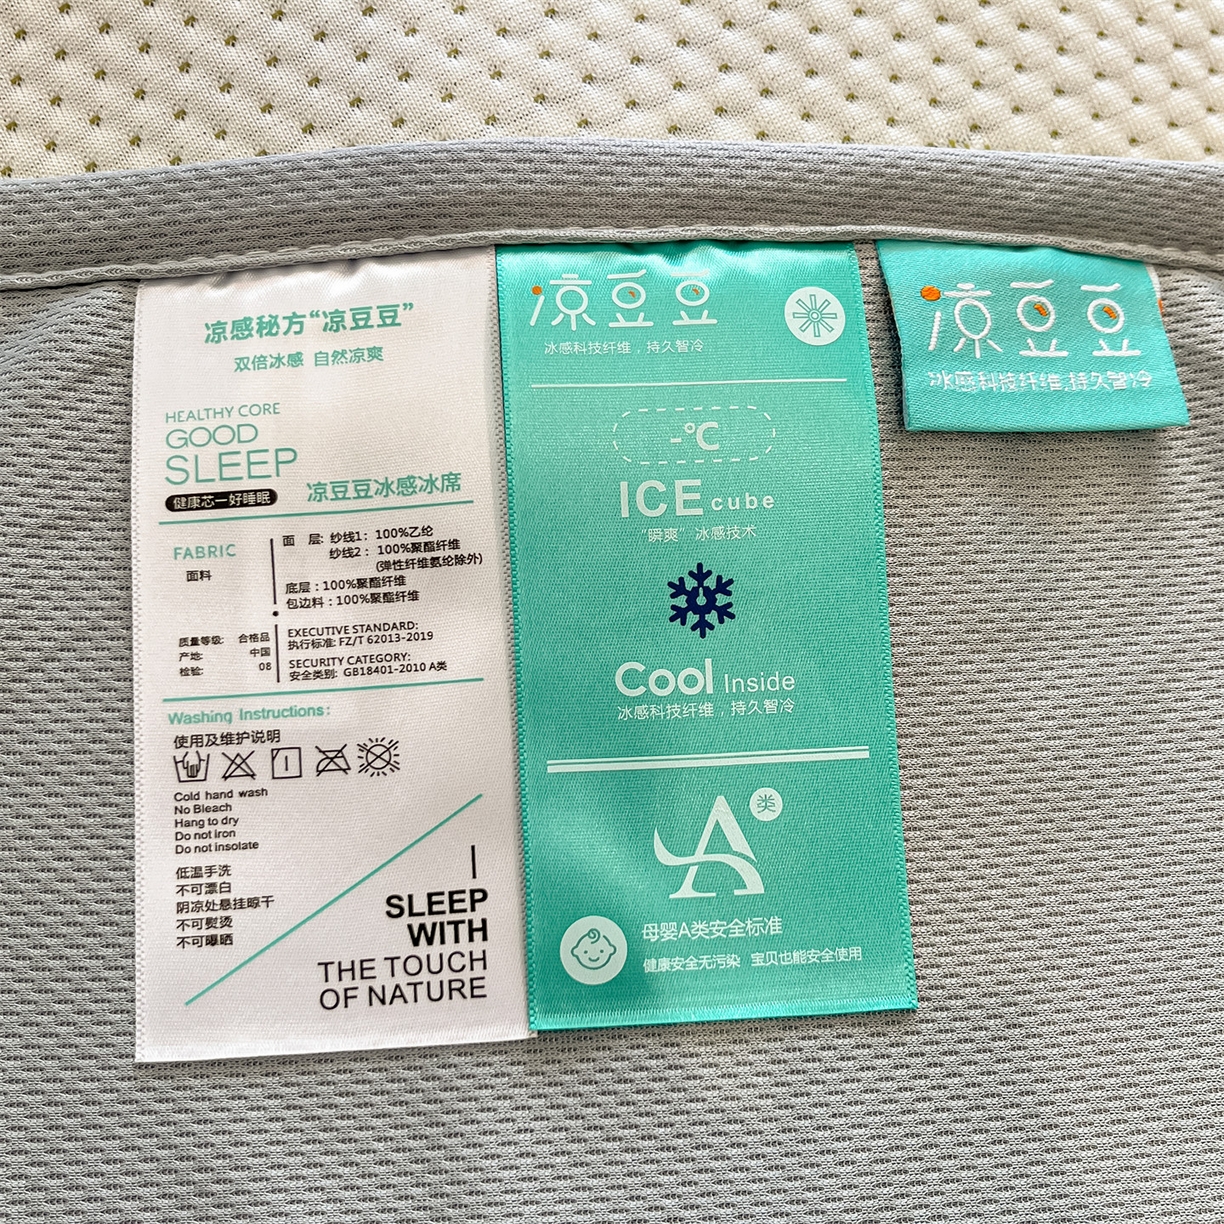 凉感秘方“凉豆豆”
双倍冰感 自然凉爽
HEALTHY CORE
GOOD
SLEEP
健康芯一好睡眠
凉豆豆冰感冰席
FABRIC
面料
面 层: 纱线1: 100%乙纶
纱线2: 100%聚酯纤维
(弹性纤维氨纶除外)
底层:100%聚酯纤维
包边料:100%聚酯纤维
质量等级: 合格品
产地: 中国
检验: 08
EXECUTIVE STANDARD:
执行标准: FZ/T 62013-2019
SECURITY CATEGORY:
安全类别: GB18401-2010 A类
Washing Instructions:
使用及维护说明
Cold hand wash
No Bleach
Hang to dry
Do not iron
Do not insolate
低温手洗
不可漂白
阴凉处悬挂晾干
不可熨烫
不可曝晒
SLEEP
WITH
THE TOUCH
OF NATURE
凉豆豆
冰感科技纤维，持久智冷
-℃
ICE cube
“瞬爽”冰感技术
Cool Inside
冰感科技纤维，持久智冷
A类
母婴A类安全标准
健康安全无污染 宝贝也能安全使用
凉豆豆
冰感科技纤维,持久智冷